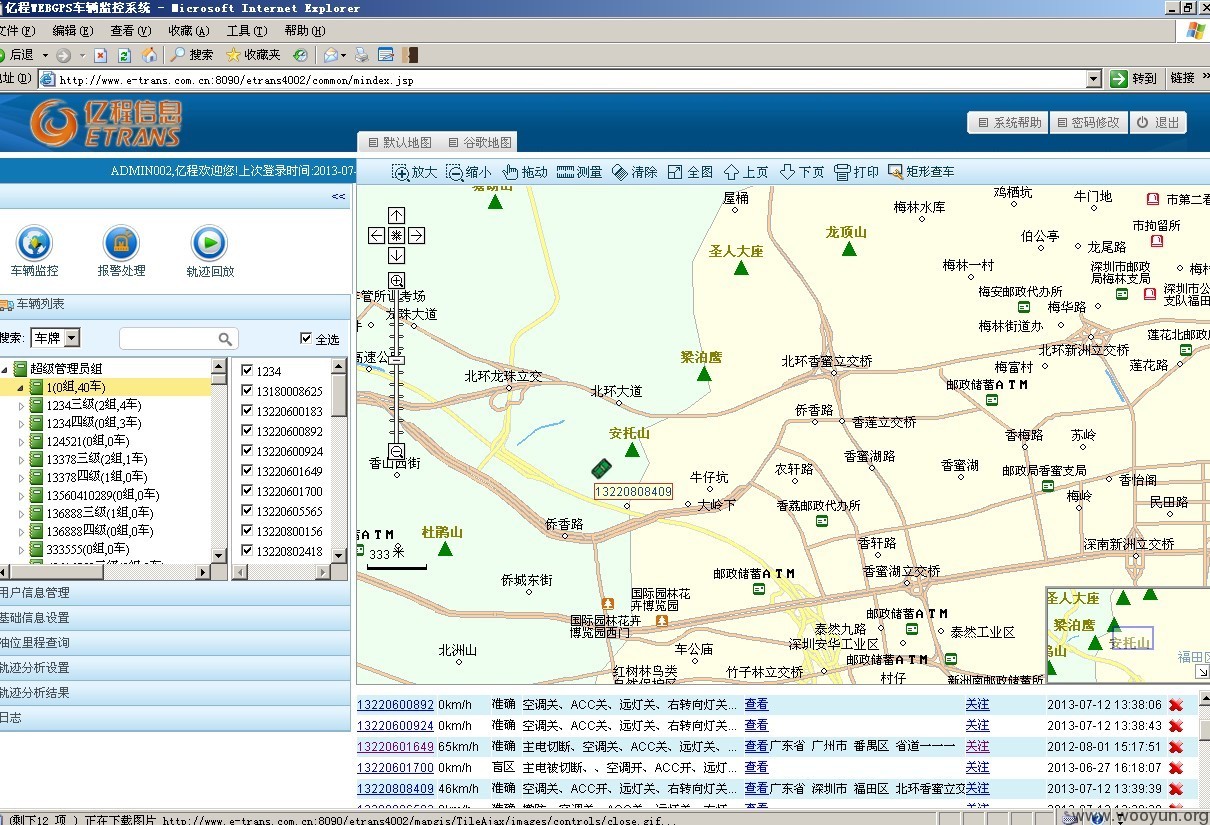 亿程WEBGPS车辆监控系统 - Microsoft Internet Explorer
文件(F) 编辑(E) 查看(V) 收藏(A) 工具(T) 帮助(H)
后退 搜索 收藏夹
地址(D) http://www.e-trans.com.cn:8090/etrans4002/common/mindex.jsp 转到 链接 »
亿程信息
ETRANS
系统帮助 密码修改 退出
默认地图 谷歌地图
ADMIN002,亿程欢迎您!上次登录时间:2013-07-
放大 缩小 拖动 测量 清除 全图 上页 下页 打印 矩形查车
<<
车辆监控 报警处理 轨迹回放
车辆列表
搜索: 车牌 全选
超级管理员组
1(0组,40车)
1234三级(2组,4车)
1234四级(0组,3车)
124521(0组,0车)
13378三级(2组,1车)
13378四级(1组,0车)
13560410289(0组,0车)
136888三级(1组,0车)
136888四级(0组,0车)
333555(0组,0车)
1234
13180008625
13220600183
13220600892
13220600924
13220601649
13220601700
13220605565
13220800156
13220802418
用户信息管理
基础信息设置
油位里程查询
轨迹分析设置
轨迹分析结果
日志
塘朗山
屋桶
圣人大座
龙顶山
梅林水库
鸡栖坑
牛门地
市第二看
市拘留所
伯公亭
龙尾路
梅林一村
深圳市邮政
局梅林支局
梅村
梅安邮政代办所
深圳市公
支队福田
梅华路
梅林街道办
莲花北邮政
管所 考场
龙珠大道
高速公
北环龙珠立交
北环大道
梁泊鹰
北环香蜜立交桥
北环新洲立交桥
梅富村
莲花路
邮政储蓄ATM
侨香路
香莲立交桥
安托山
香梅路
苏岭
香山西街
香蜜湖路
香蜜湖
邮政局香蜜支局
农轩路
牛仔坑
香怡阁
13220808409
大岭下
香荔邮政代办所
梅岭
民田路
侨香路
ATM
杜鹃山
333 米
香轩路
深南新洲立交桥
香蜜湖立交桥
邮政储蓄ATM
侨城东街
国际园林花
卉博览园
国际园林花卉
博览园西门
邮政储蓄ATM
泰然九路
泰然工业区
深圳安华工业区
北洲山
车公庙
邮政储蓄ATM
红树林鸟类
自然保护区
竹子林立交桥
村仔
新洲南邮政储蓄所
圣人大座
梁泊鹰
安托山
福田区
13220600892 0km/h 准确 空调关、ACC关、远灯关、右转向灯关... 查看 关注 2013-07-12 13:38:06
13220600924 0km/h 准确 空调关、ACC关、远灯关、右转向灯关... 查看 关注 2013-07-12 13:38:43
13220601649 65km/h 准确 主电切断、空调关、ACC关、远灯关、... 查看 广东省 广州市 番禺区 省道一一一 关注 2012-08-01 15:17:51
13220601700 0km/h 盲区 主电被切断、、空调开、ACC开、远灯... 查看 关注 2013-06-27 16:18:07
13220808409 46km/h 准确 空调关、ACC关、远灯关、右转向灯关... 查看 广东省 深圳市 福田区 北环香蜜立交 关注 2013-07-12 13:39:39
(剩下 12 项) 正在下载图片 http://www.e-trans.com.cn:8090/etrans4002/mapgis/TileAjax/images/controls/close.gif...
www.wooyun.org